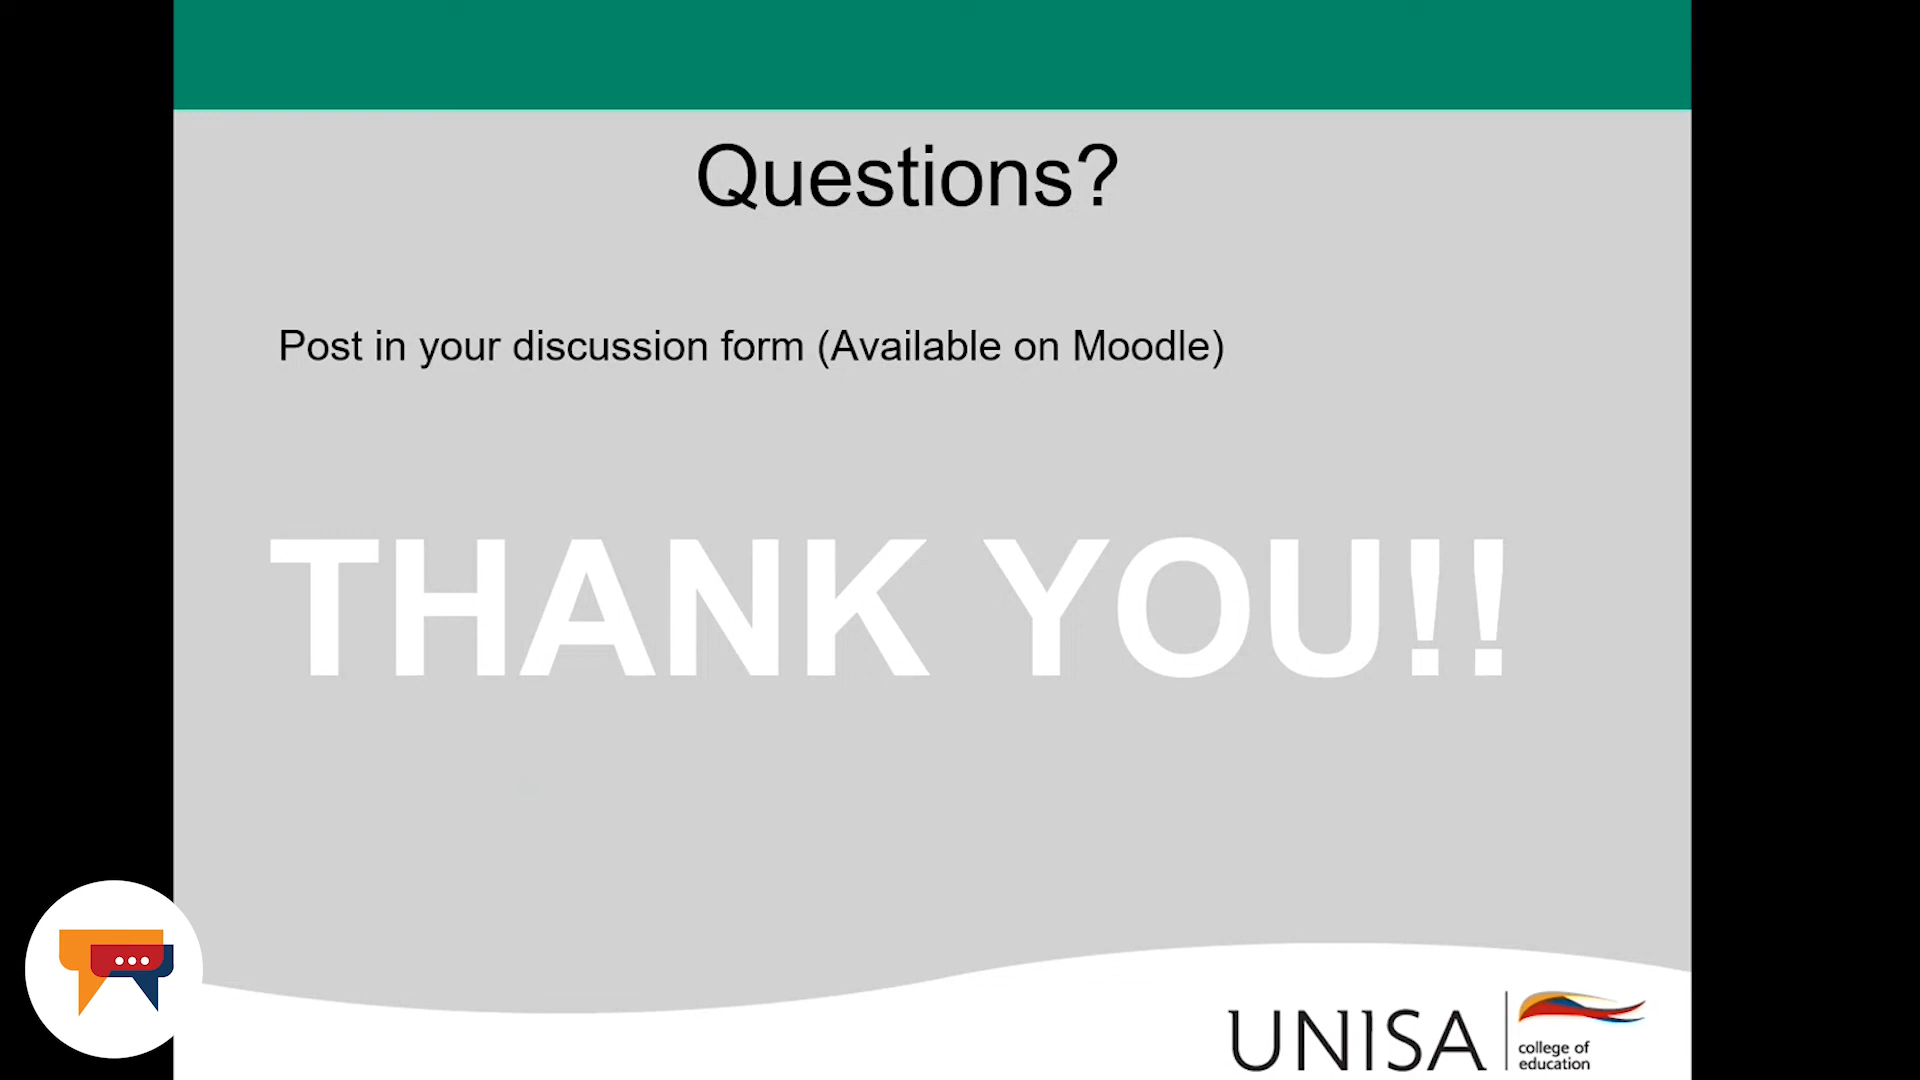 Questions?
Post in your discussion form (Available on Moodle)
THANK YOU!!
UNISA
college of
education